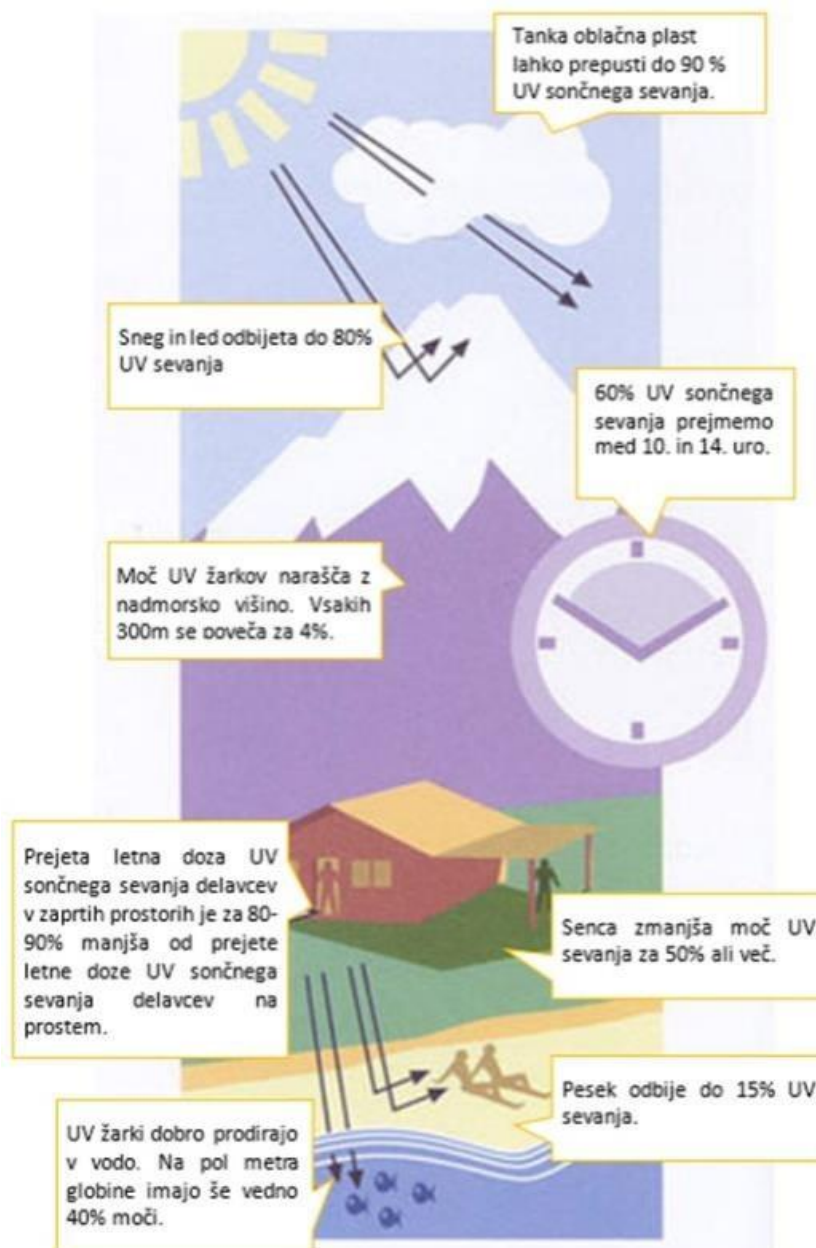 Tanka oblačna plast
lahko prepusti do 90 %
UV sončnega sevanja.
Sneg in led odbijeta do 80%
UV sevanja
60% UV sončnega
sevanja prejmemo
med 10. in 14. uro.
Moč UV žarkov narašča z
nadmorsko višino. Vsakih
300m se poveča za 4%.
Prejeta letna doza UV
sončnega sevanja delavcev
v zaprtih prostorih je za 80-
90% manjša od prejete
letne doze UV sončnega
sevanja delavcev na
prostem.
Senca zmanjša moč UV
sevanja za 50% ali več.
Pesek odbije do 15% UV
sevanja.
UV žarki dobro prodirajo
v vodo. Na pol metra
globine imajo še vedno
40% moči.